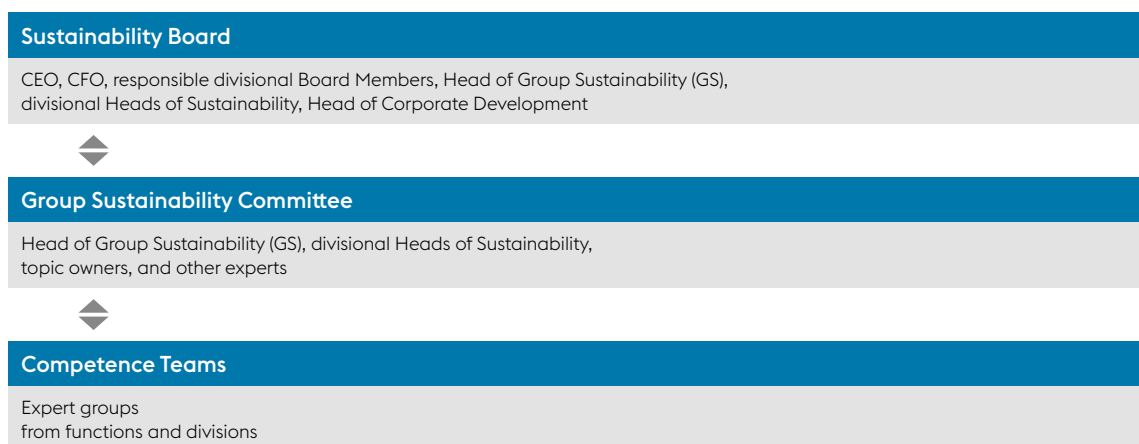 Sustainability Board
CEO, CFO, responsible divisional Board Members, Head of Group Sustainability (GS),
divisional Heads of Sustainability, Head of Corporate Development
Group Sustainability Committee
Head of Group Sustainability (GS), divisional Heads of Sustainability,
topic owners, and other experts
Competence Teams
Expert groups
from functions and divisions